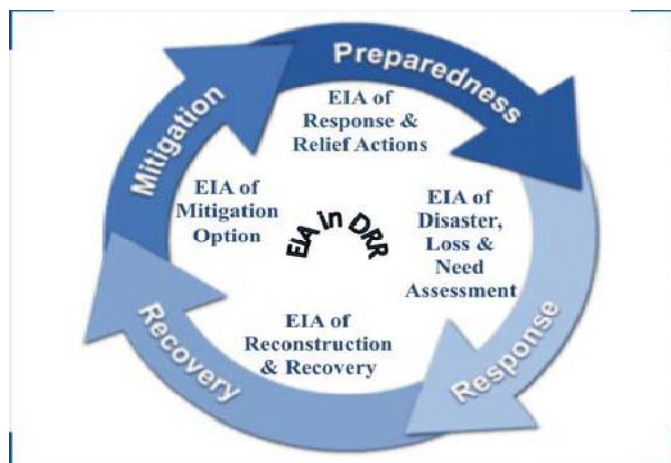 Preparedness
EIA of
Response &
Relief Actions
Mitigation
EIA of
Mitigation
Option
EiA in DRR
EIA of
Disaster,
Loss &
Need
Assessment
EIA of
Reconstruction
& Recovery
Recovery
Response